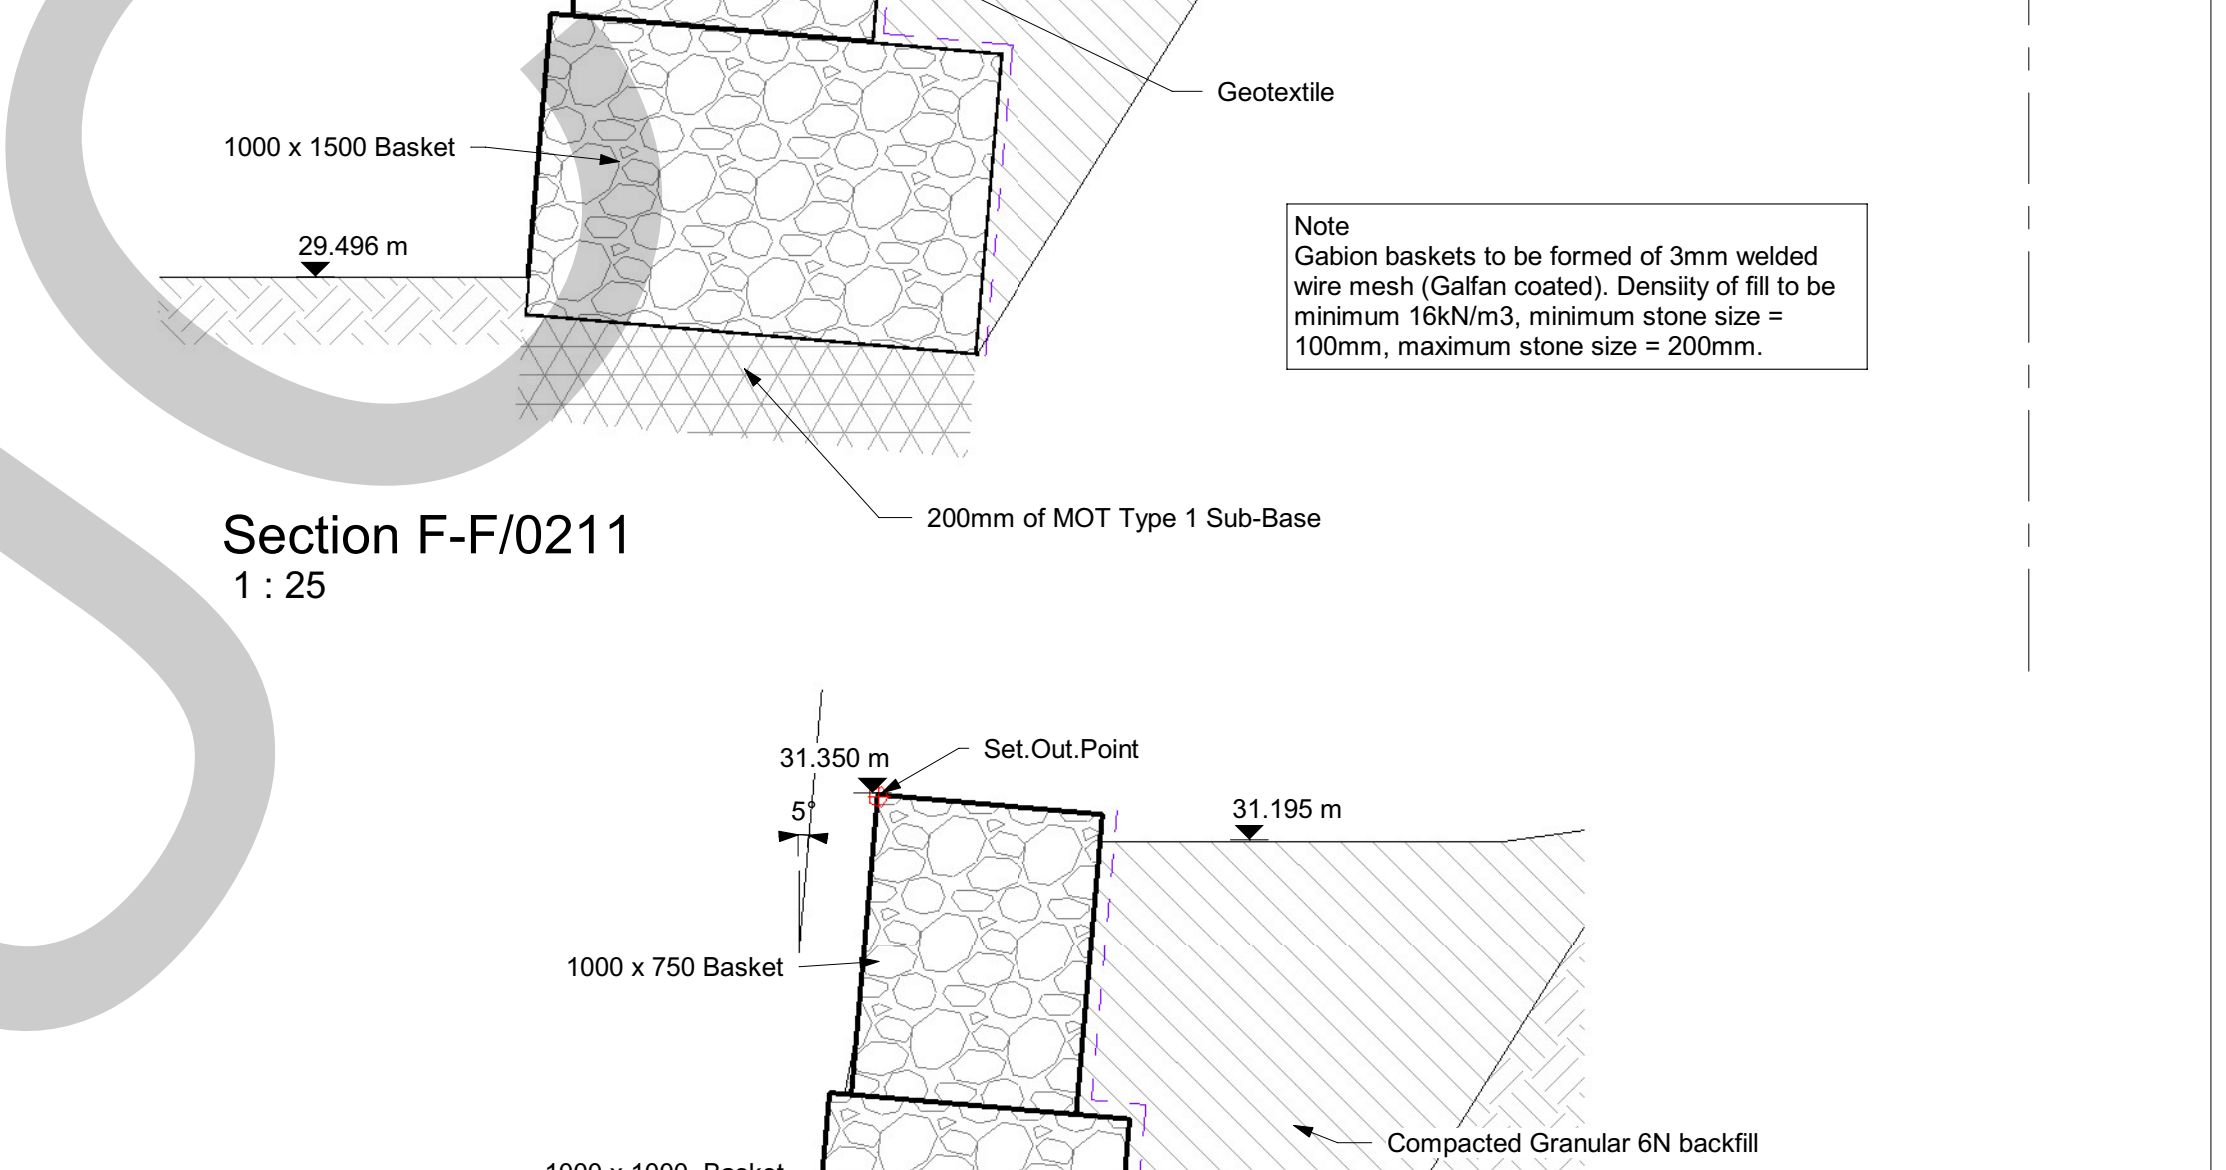 Geotextile
1000 x 1500 Basket
29.496 m
Note
Gabion baskets to be formed of 3mm welded
wire mesh (Galfan coated). Densiity of fill to be
minimum 16kN/m3, minimum stone size =
100mm, maximum stone size = 200mm.
200mm of MOT Type 1 Sub-Base
Section F-F/0211
1 : 25
Set.Out.Point
31.350 m
5°
31.195 m
1000 x 750 Basket
Compacted Granular 6N backfill
1000 x 1000 Basket